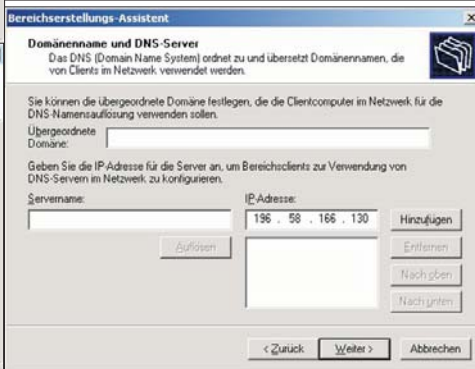 Bereichserstellungs-Assistent
Domänenname und DNS-Server
Das DNS (Domain Name System) ordnet zu und übersetzt Domänennamen, die
von Clients im Netzwerk verwendet werden.
Sie können die übergeordnete Domäne festlegen, die die Clientcomputer im Netzwerk für die
DNS-Namensauflösung verwenden sollen.
Übergeordnete
Domäne:
Geben Sie die IP-Adresse für die Server an, um Bereichsclients zur Verwendung von
DNS-Servern im Netzwerk zu konfigurieren.
Servername: IP-Adresse:
196 . 58 . 166 . 130 Hinzufügen
Auflösen Entfernen
Nach oben
Nach unten
< Zurück Weiter > Abbrechen